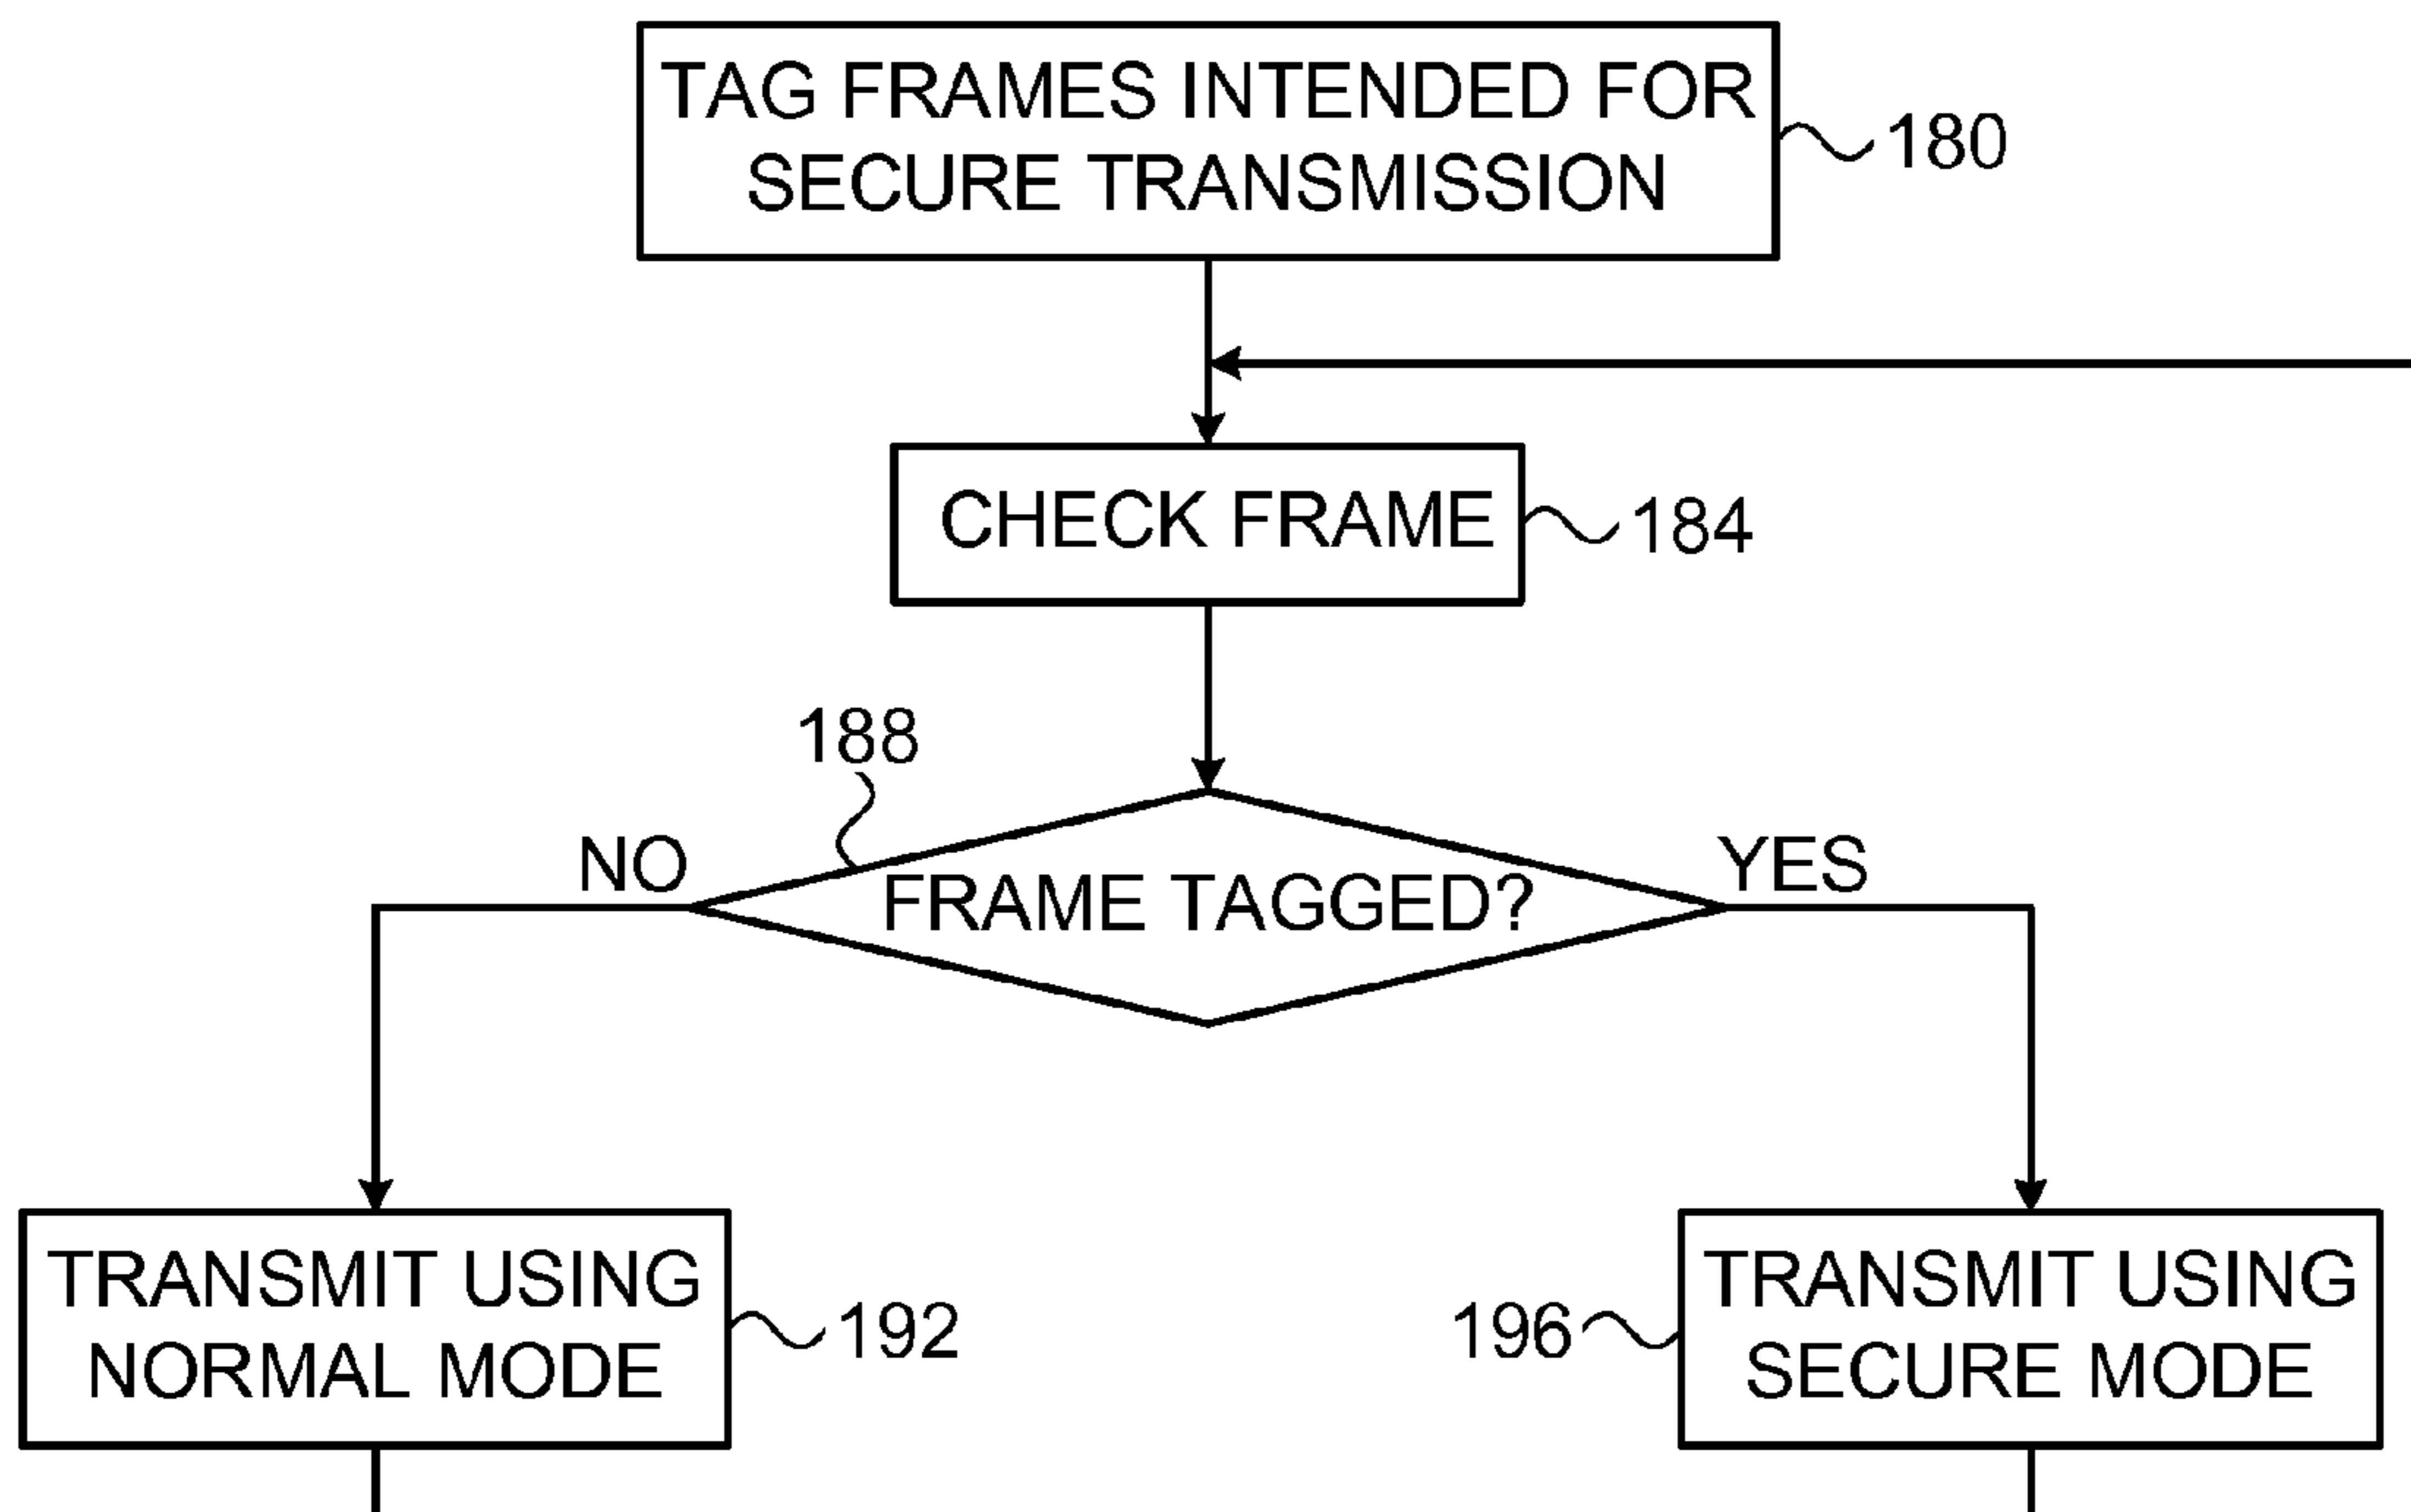 TAG FRAMES INTENDED FOR
SECURE TRANSMISSION
180
CHECK FRAME
184
188
NO
YES
FRAME TAGGED?
TRANSMIT USING
NORMAL MODE
192
196
TRANSMIT USING
SECURE MODE